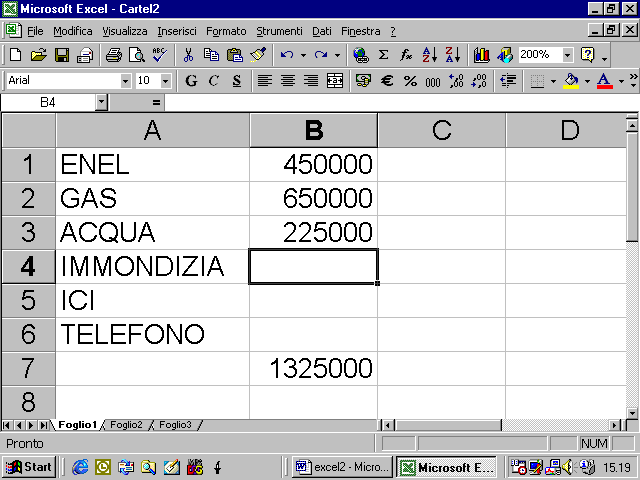 Microsoft Excel - Cartel2
File Modifica Visualizza Inserisci Formato Strumenti Dati Finestra ?
200%
Arial 10 G C S € % 000
B4 =
A B C D
1 ENEL 450000
2 GAS 650000
3 ACQUA 225000
4 IMMONDIZIA
5 ICI
6 TELEFONO
7 1325000
8
Foglio1 Foglio2 Foglio3
Pronto NUM
Start excel2 - Micro... Microsoft E... 15.19